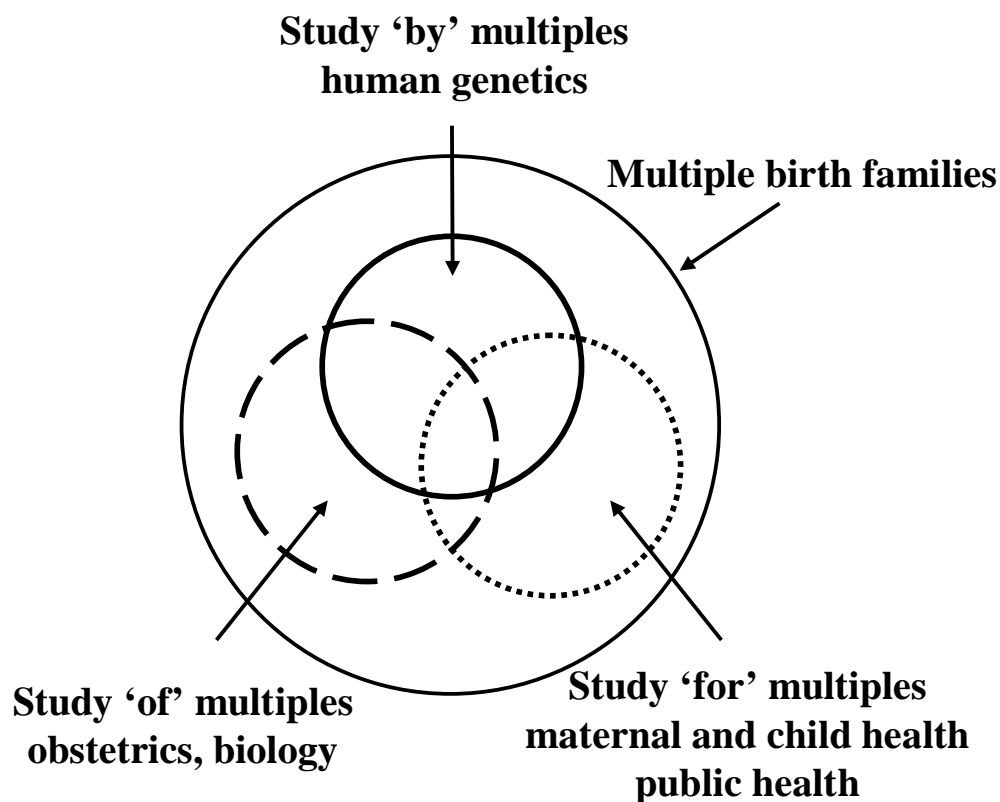 Study ‘by’ multiples
human genetics
Multiple birth families
Study ‘of’ multiples
obstetrics, biology
Study ‘for’ multiples
maternal and child health
public health